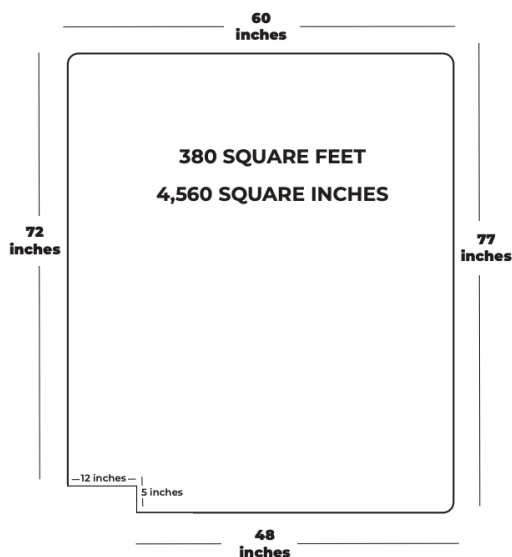 60
inches
380 SQUARE FEET
4,560 SQUARE INCHES
72
inches
77
inches
12 inches
5 inches
48
inches